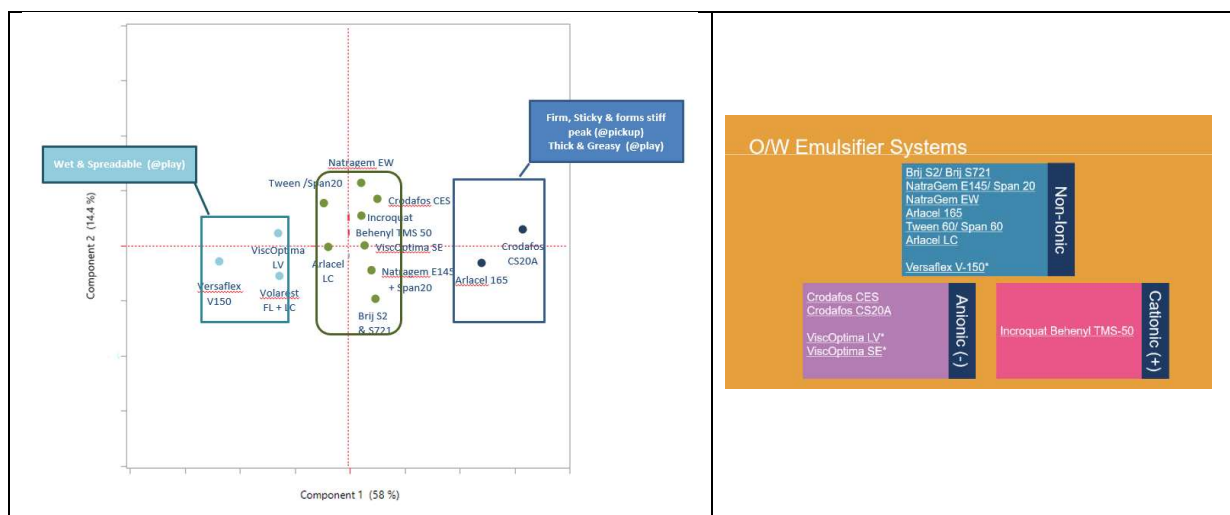 Firm, Sticky & forms stiff
peak (@pickup)
Thick & Greasy (@play)
Wet & Spreadable (@play)
Natragem EW
Tween /Span20
Crodafos CES
Incroquat
Behenyl TMS 50
ViscOptima SE
ViscOptima
LV
Arlacel
LC
Natragem E145
+ Span20
Versaflex
V150
Volarest
FL + LC
Brij S2
& S721
Crodafos
CS20A
Arlacel 165
Component 2 (14.4 %)
Component 1 (58 %)
O/W Emulsifier Systems
Brij S2/ Brij S721
NatraGem E145/ Span 20
NatraGem EW
Arlacel 165
Tween 60/ Span 60
Arlacel LC
Versaflex V-150*
Non-Ionic
Crodafos CES
Crodafos CS20A
ViscOptima LV*
ViscOptima SE*
Anionic (-)
Incroquat Behenyl TMS-50
Cationic (+)